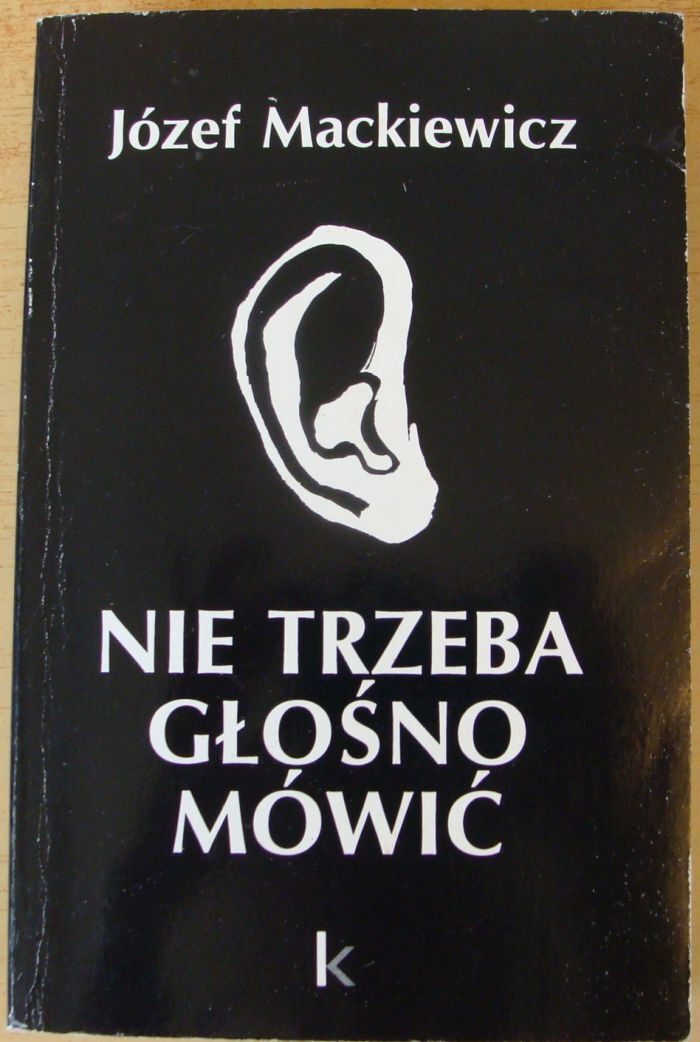 Józef Mackiewicz
NIE TRZEBA
GŁOŚNO
MÓWIĆ
k